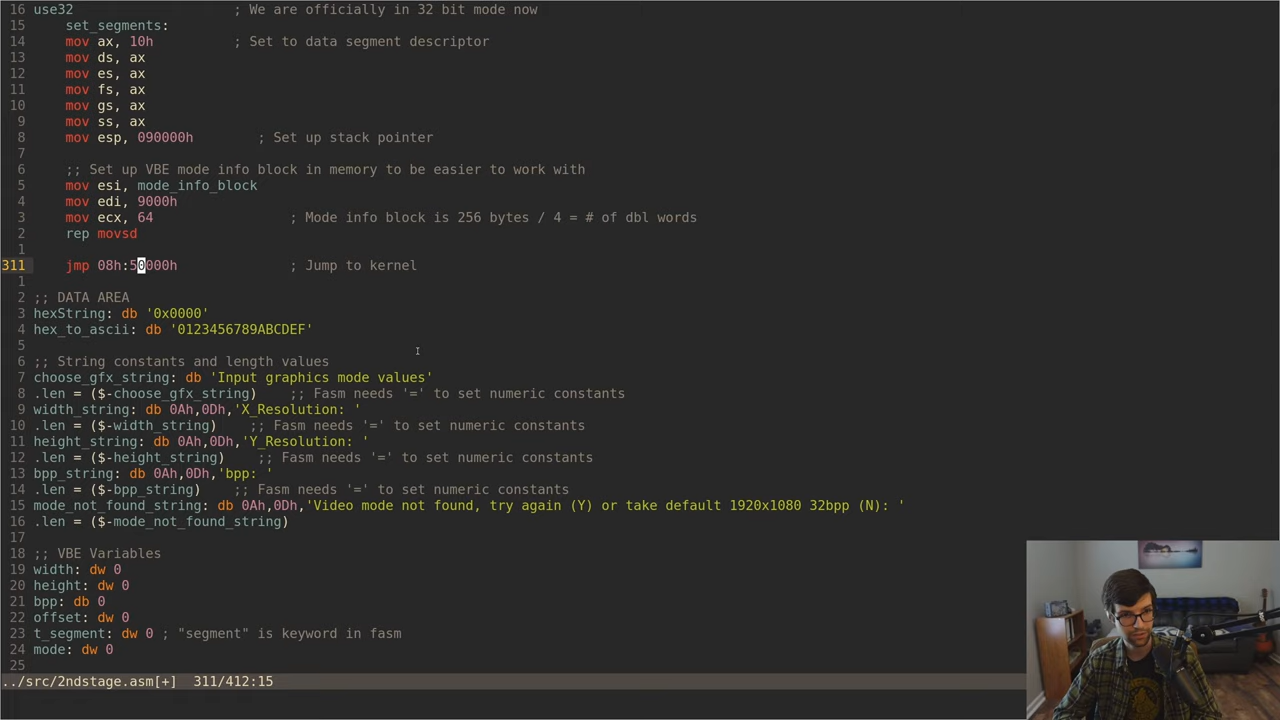 16 use32 ; We are officially in 32 bit mode now
15 set_segments:
14 mov ax, 10h ; Set to data segment descriptor
13 mov ds, ax
12 mov es, ax
11 mov fs, ax
10 mov gs, ax
9 mov ss, ax
8 mov esp, 090000h ; Set up stack pointer
7
6 ;; Set up VBE mode info block in memory to be easier to work with
5 mov esi, mode_info_block
4 mov edi, 9000h
3 mov ecx, 64 ; Mode info block is 256 bytes / 4 = # of dbl words
2 rep movsd
1
311 jmp 08h:50000h ; Jump to kernel
1
2 ;; DATA AREA
3 hexString: db '0x0000'
4 hex_to_ascii: db '0123456789ABCDEF'
5
6 ;; String constants and length values
7 choose_gfx_string: db 'Input graphics mode values'
8 .len = ($-choose_gfx_string) ;; Fasm needs '=' to set numeric constants
9 width_string: db 0Ah,0Dh,'X_Resolution: '
10 .len = ($-width_string) ;; Fasm needs '=' to set numeric constants
11 height_string: db 0Ah,0Dh,'Y_Resolution: '
12 .len = ($-height_string) ;; Fasm needs '=' to set numeric constants
13 bpp_string: db 0Ah,0Dh,'bpp: '
14 .len = ($-bpp_string) ;; Fasm needs '=' to set numeric constants
15 mode_not_found_string: db 0Ah,0Dh,'Video mode not found, try again (Y) or take default 1920x1080 32bpp (N): '
16 .len = ($-mode_not_found_string)
17
18 ;; VBE Variables
19 width: dw 0
20 height: dw 0
21 bpp: db 0
22 offset: dw 0
23 t_segment: dw 0 ; "segment" is keyword in fasm
24 mode: dw 0
25
../src/2ndstage.asm[+] 311/412:15